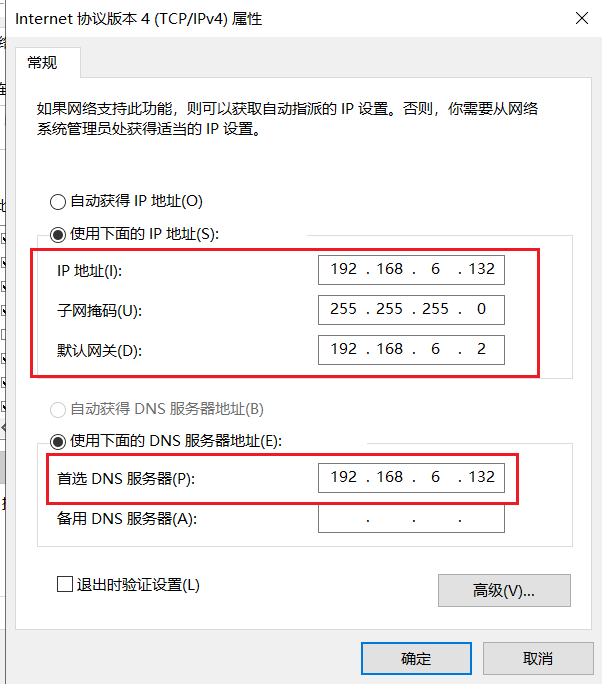 Internet 协议版本 4 (TCP/IPv4) 属性
常规
如果网络支持此功能，则可以获取自动指派的 IP 设置。否则，你需要从网络
系统管理员处获得适当的 IP 设置。
自动获得 IP 地址(O)
使用下面的 IP 地址(S):
IP 地址(I): 192 . 168 . 6 . 132
子网掩码(U): 255 . 255 . 255 . 0
默认网关(D): 192 . 168 . 6 . 2
自动获得 DNS 服务器地址(B)
使用下面的 DNS 服务器地址(E):
首选 DNS 服务器(P): 192 . 168 . 6 . 132
备用 DNS 服务器(A): . . .
退出时验证设置(L)
高级(V)...
确定 取消